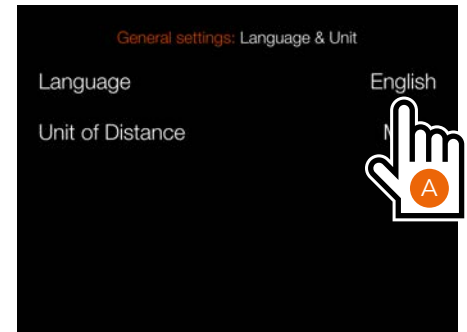 General settings: Language & Unit
Language English
Unit of Distance
A